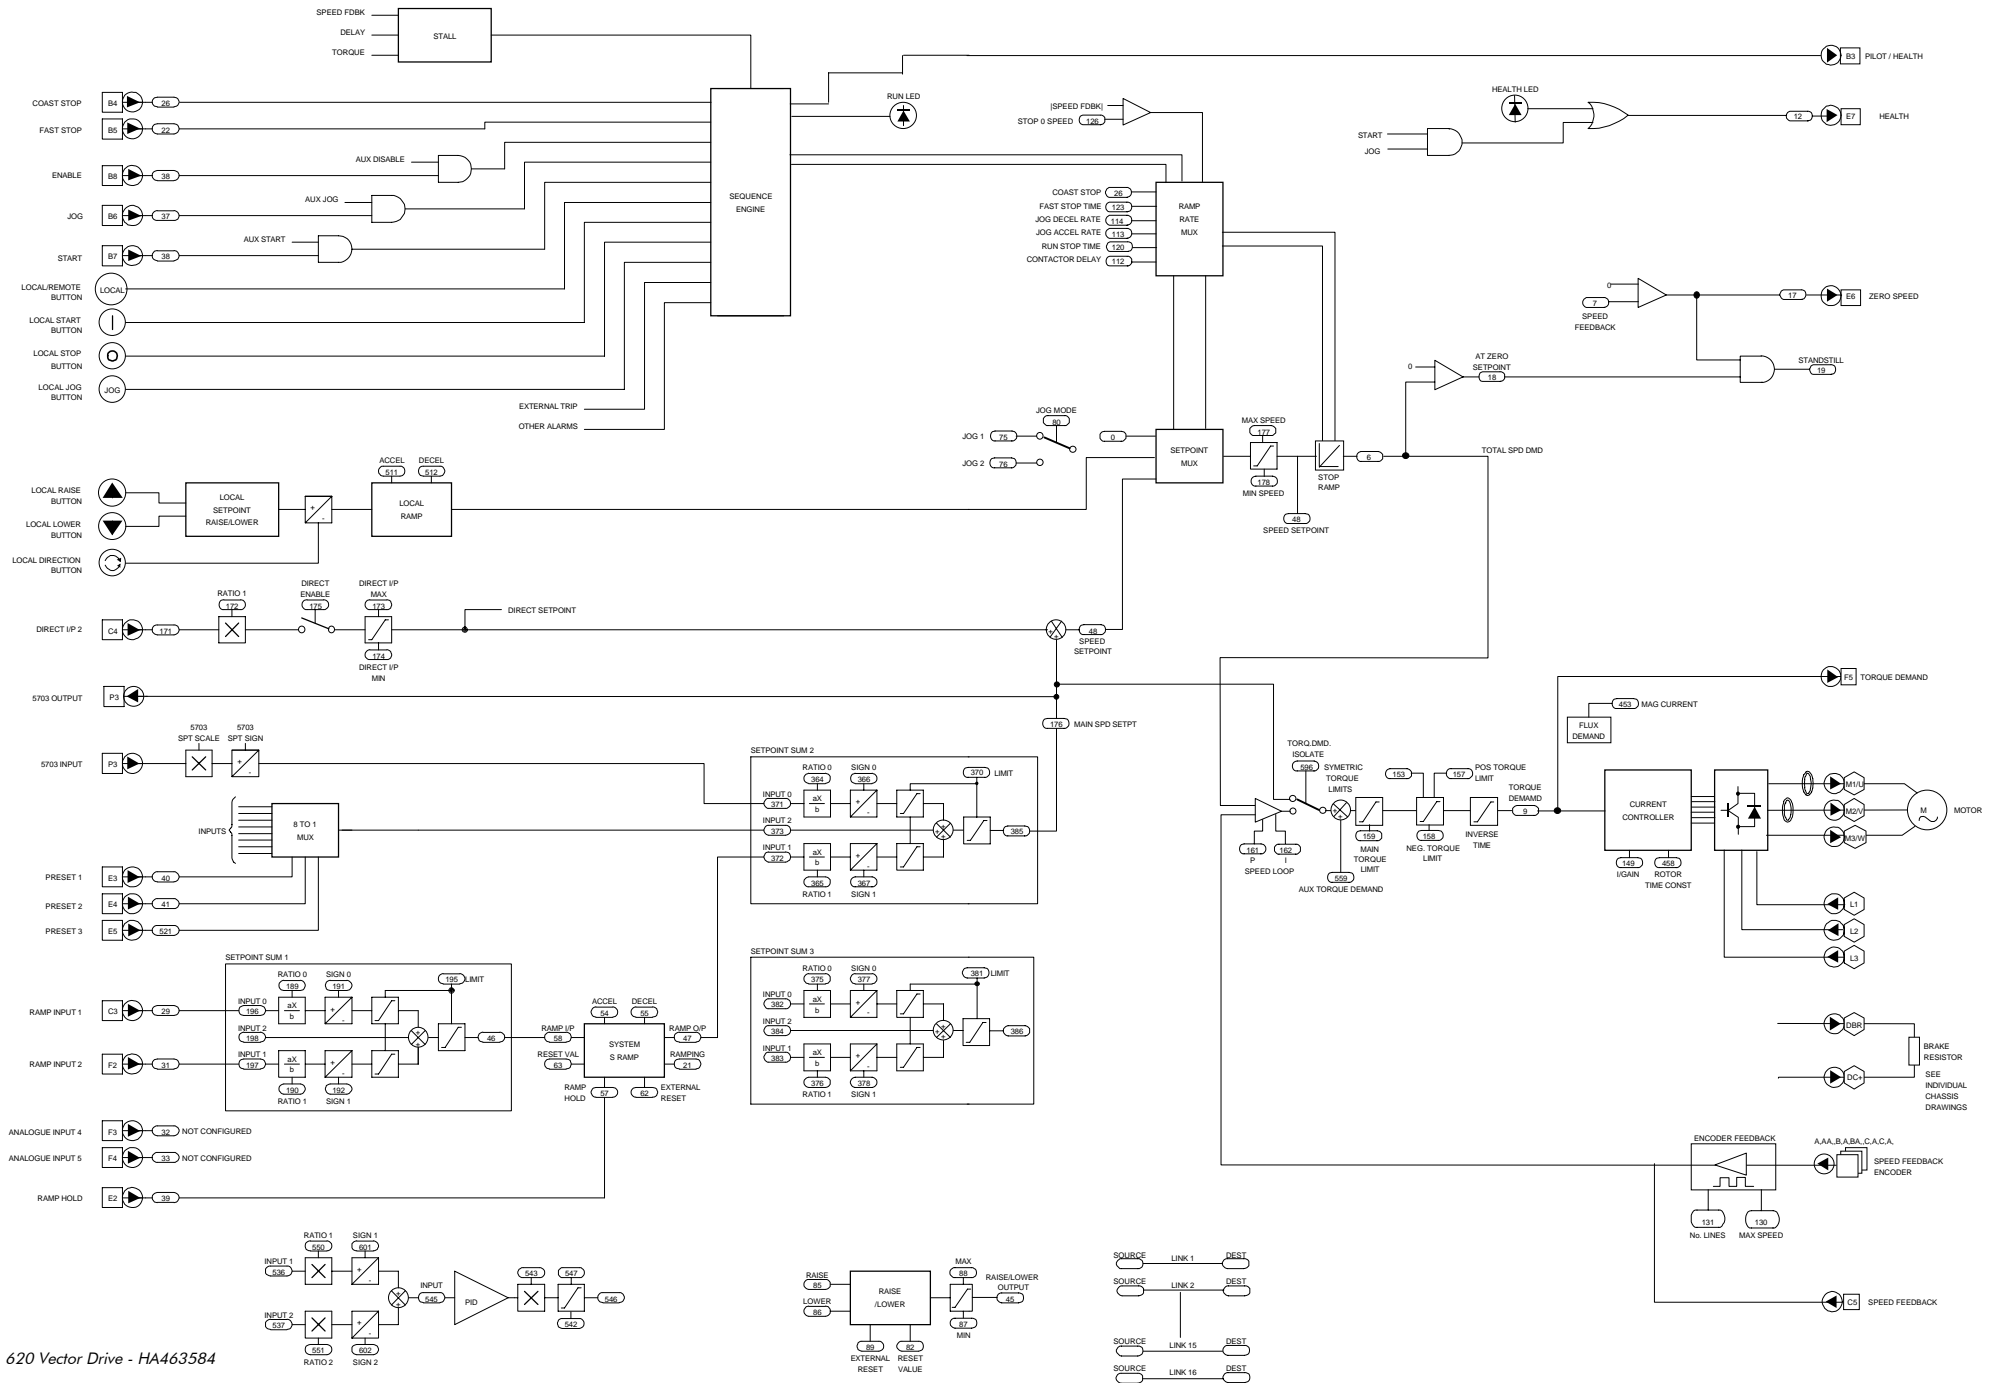 SPEED FDBK
DELAY
TORQUE
STALL
COAST STOP B4 26
FAST STOP B5 22
AUX DISABLE
ENABLE B8 38
AUX JOG
JOG B6 37
AUX START
START B7 38
LOCAL/REMOTE
BUTTON
LOCAL
LOCAL START
BUTTON
LOCAL STOP
BUTTON
LOCAL JOG
BUTTON
JOG
EXTERNAL TRIP
OTHER ALARMS
SEQUENCE
ENGINE
RUN LED
B3 PILOT / HEALTH
HEALTH LED
START
JOG
12 E7 HEALTH
|SPEED FDBK|
STOP 0 SPEED 126
COAST STOP 26
FAST STOP TIME 123
JOG DECEL RATE 114
JOG ACCEL RATE 113
RUN STOP TIME 120
CONTACTOR DELAY 112
RAMP
RATE
MUX
0
7
SPEED
FEEDBACK
17 E6 ZERO SPEED
0
AT ZERO
SETPOINT
18
STANDSTILL
19
JOG MODE
80
JOG 1 75
JOG 2 76
0
SETPOINT
MUX
MAX SPEED
177
178
MIN SPEED
48
SPEED SETPOINT
STOP
RAMP
6
TOTAL SPD DMD
LOCAL RAISE
BUTTON
LOCAL LOWER
BUTTON
LOCAL DIRECTION
BUTTON
LOCAL
SETPOINT
RAISE/LOWER
+
-
ACCEL
511
DECEL
512
LOCAL
RAMP
DIRECT I/P 2 C4 171
RATIO 1
172
DIRECT
ENABLE
175
DIRECT I/P
MAX
173
174
DIRECT I/P
MIN
DIRECT SETPOINT
+
+
48
SPEED
SETPOINT
5703 OUTPUT P3
176 MAIN SPD SETPT
5703 INPUT P3
5703
SPT SCALE
5703
SPT SIGN
+
-
INPUTS
8 TO 1
MUX
PRESET 1 E3 40
PRESET 2 E4 41
PRESET 3 E5 521
SETPOINT SUM 2
RATIO 0
364
SIGN 0
366
370 LIMIT
INPUT 0
371
aX
b
+
-
INPUT 2
373
INPUT 1
372
aX
b
+
-
365
RATIO 1
367
SIGN 1
385
SETPOINT SUM 3
RATIO 0
375
SIGN 0
377
381 LIMIT
INPUT 0
382
aX
b
+
-
INPUT 2
384
INPUT 1
383
aX
b
+
-
376
RATIO 1
378
SIGN 1
386
SETPOINT SUM 1
RATIO 0
189
SIGN 0
191
195 LIMIT
RAMP INPUT 1 C3 29
INPUT 0
196
aX
b
+
-
INPUT 2
198
RAMP INPUT 2 F2 31
INPUT 1
197
aX
b
+
-
190
RATIO 1
192
SIGN 1
46
RAMP I/P
58
RESET VAL
63
ACCEL
54
DECEL
55
SYSTEM
S RAMP
RAMP O/P
47
RAMPING
21
RAMP
HOLD
57
62
EXTERNAL
RESET
ANALOGUE INPUT 4 F3 32 NOT CONFIGURED
ANALOGUE INPUT 5 F4 33 NOT CONFIGURED
RAMP HOLD E2 39
TORQ.DMD.
ISOLATE
596
SYMETRIC
TORQUE
LIMITS
153
157
POS TORQUE
LIMIT
161
P
162
I
SPEED LOOP
559
AUX TORQUE DEMAND
159
MAIN
TORQUE
LIMIT
158
NEG. TORQUE
LIMIT
INVERSE
TIME
TORQUE
DEMAMD
9
F5 TORQUE DEMAND
453 MAG CURRENT
FLUX
DEMAND
CURRENT
CONTROLLER
149
I/GAIN
458
ROTOR
TIME CONST
M1/U
M2/V
M3/W
M
MOTOR
L1
L2
L3
DBR
DC+
BRAKE
RESISTOR
SEE
INDIVIDUAL
CHASSIS
DRAWINGS
ENCODER FEEDBACK
A,AA,,B,A,BA,,C,A,C,A,
SPEED FEEDBACK
ENCODER
131
No. LINES
130
MAX SPEED
C5 SPEED FEEDBACK
RATIO 1
550
SIGN 1
601
INPUT 1
536
+
-
INPUT 2
537
+
-
551
RATIO 2
602
SIGN 2
INPUT
545
PID
543
547
542
546
RAISE
85
LOWER
86
RAISE
/LOWER
89
EXTERNAL
RESET
82
RESET
VALUE
MAX
88
87
MIN
RAISE/LOWER
OUTPUT
45
SOURCE LINK 1 DEST
SOURCE LINK 2 DEST
SOURCE LINK 15 DEST
SOURCE LINK 16 DEST
620 Vector Drive - HA463584